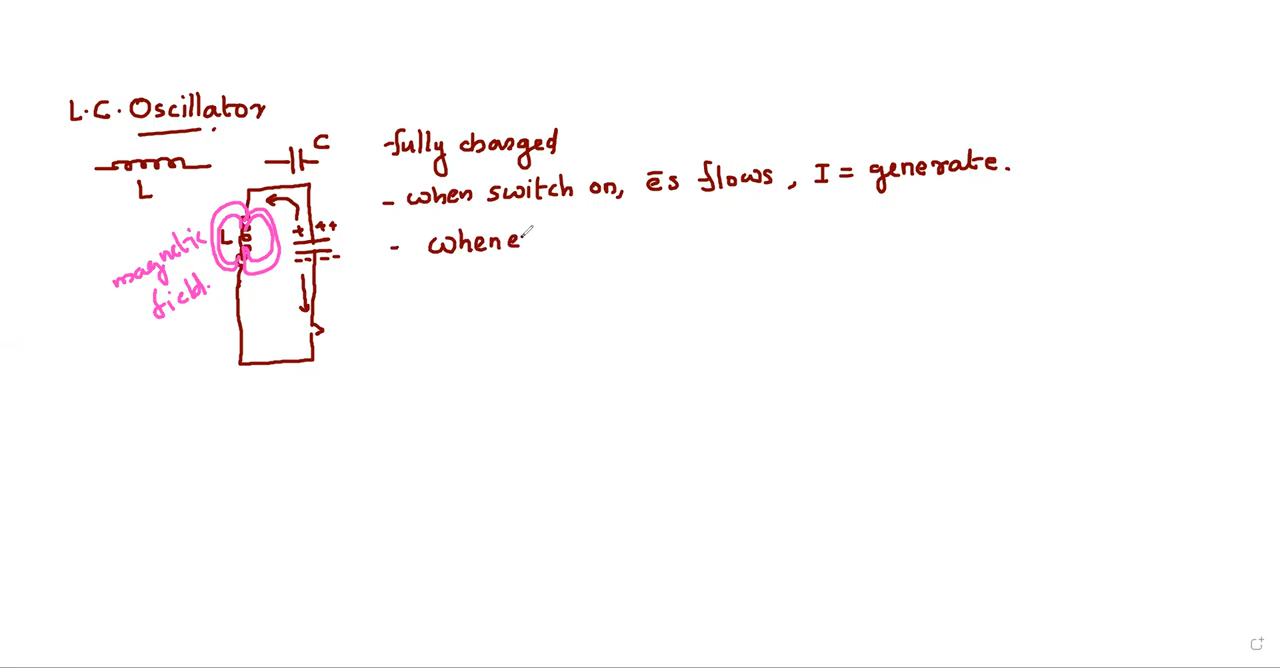 L.C. Oscillator
C
- fully charged
L
- when switch on, ēs flows, I = generate.
L
magnetic
field.
+ ++
- whene